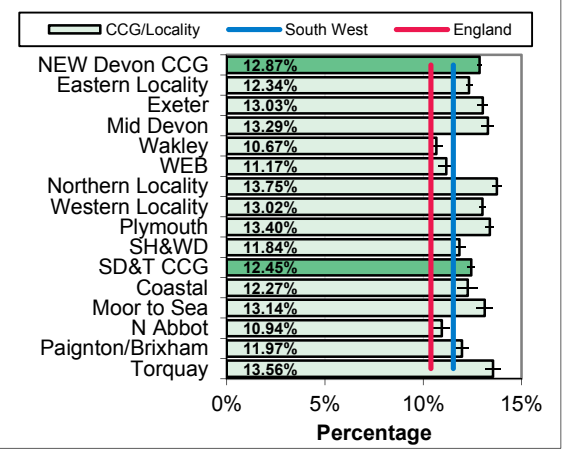 CCG/Locality South West England
NEW Devon CCG 12.87%
Eastern Locality 12.34%
Exeter 13.03%
Mid Devon 13.29%
Wakley 10.67%
WEB 11.17%
Northern Locality 13.75%
Western Locality 13.02%
Plymouth 13.40%
SH&WD 11.84%
SD&T CCG 12.45%
Coastal 12.27%
Moor to Sea 13.14%
N Abbot 10.94%
Paignton/Brixham 11.97%
Torquay 13.56%
0% 5% 10% 15%
Percentage